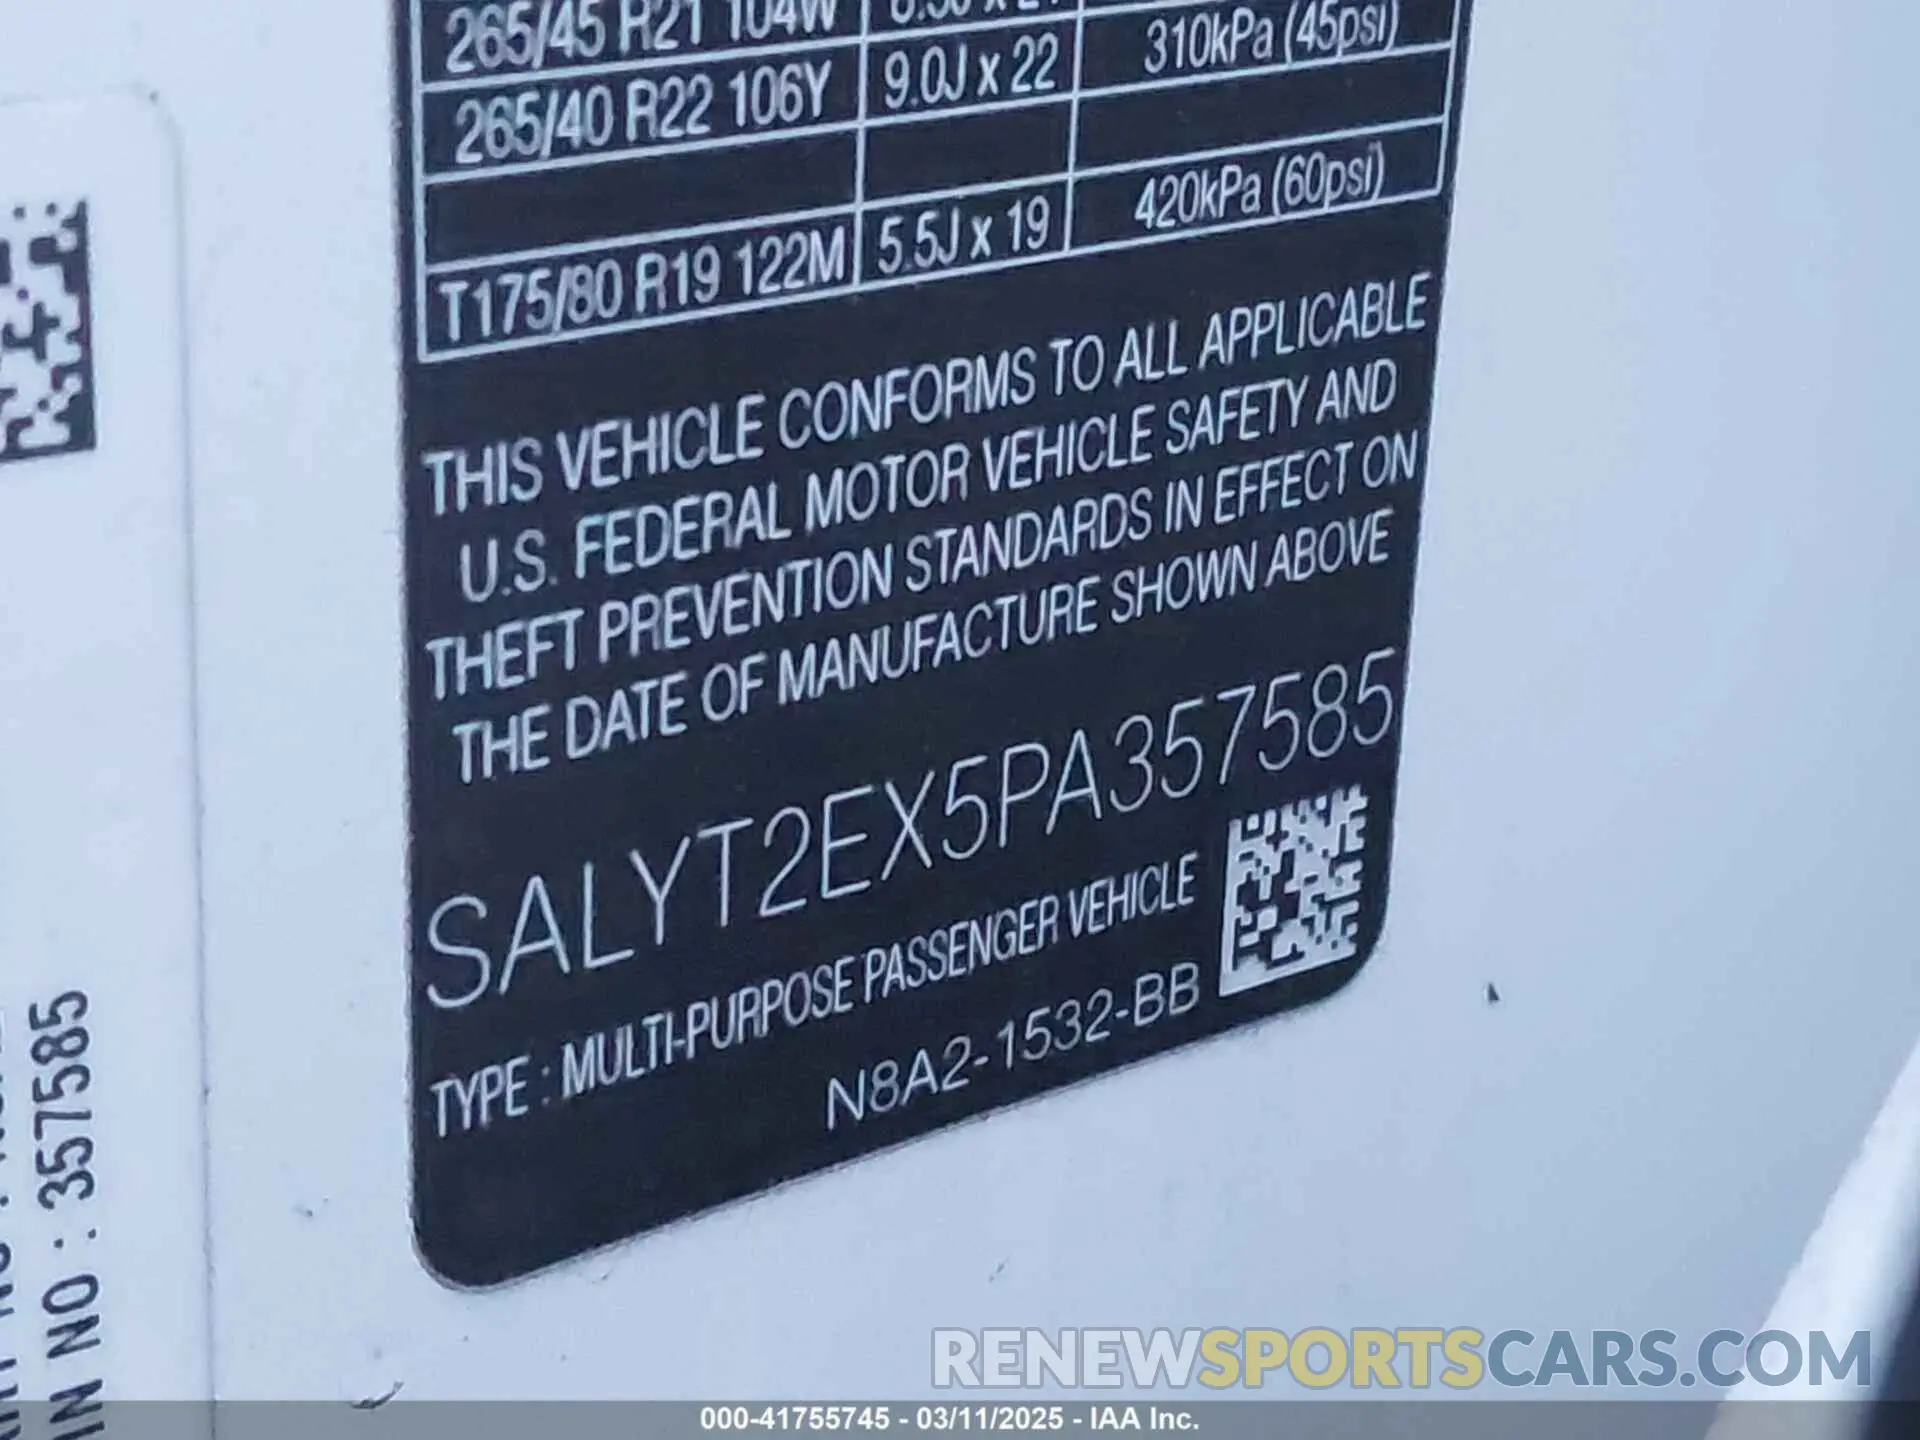 265/45 R21 104W
265/40 R22 106Y 9.0J x 22 310kPa (45psi)
T175/80 R19 122M 5.5J x 19 420kPa (60psi)
THIS VEHICLE CONFORMS TO ALL APPLICABLE
U.S. FEDERAL MOTOR VEHICLE SAFETY AND
THEFT PREVENTION STANDARDS IN EFFECT ON
THE DATE OF MANUFACTURE SHOWN ABOVE
SALYT2EX5PA357585
TYPE : MULTI-PURPOSE PASSENGER VEHICLE
N8A2-1532-BB
NO : 357585
RENEWSPORTSCARS.COM
000-41755745 - 03/11/2025 - IAA Inc.